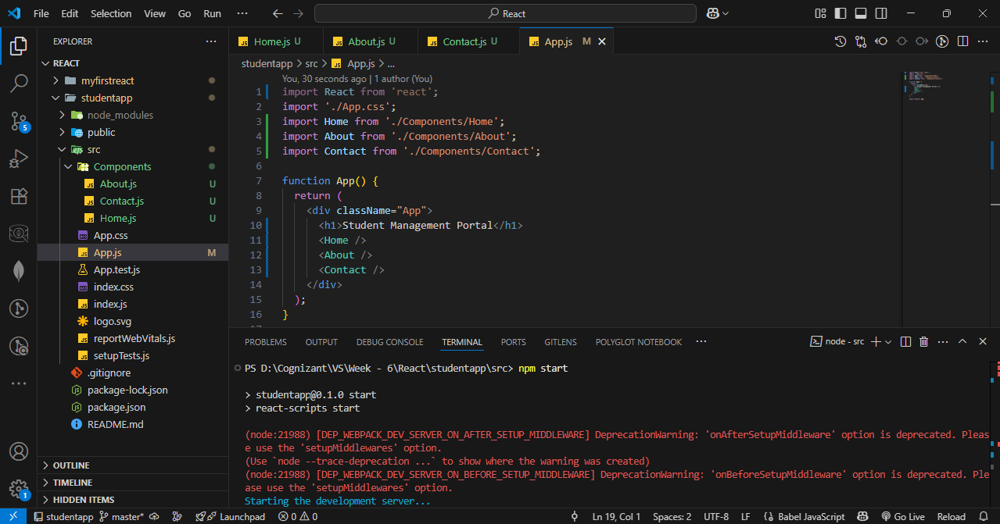 File Edit Selection View Go Run ··· React
EXPLORER ···
Home.js U About.js U Contact.js U App.js M
REACT
myfirstreact
studentapp
node_modules
public
src
Components
About.js U
Contact.js U
Home.js U
App.css
App.js M
App.test.js
index.css
index.js
logo.svg
reportWebVitals.js
setupTests.js
.gitignore
package-lock.json
package.json
README.md
OUTLINE
TIMELINE
HIDDEN ITEMS
5
1
studentapp > src > App.js > ...
You, 30 seconds ago | 1 author (You)
1 import React from 'react';
2 import './App.css';
3 import Home from './Components/Home';
4 import About from './Components/About';
5 import Contact from './Components/Contact';
6
7 function App() {
8 return (
9 <div className="App">
10 <h1>Student Management Portal</h1>
11 <Home />
12 <About />
13 <Contact />
14 </div>
15 );
16 }
PROBLEMS OUTPUT DEBUG CONSOLE TERMINAL PORTS GITLENS POLYGLOT NOTEBOOK ··· node - src
PS D:\Cognizant\VS\Week - 6\React\studentapp\src> npm start
> studentapp@0.1.0 start
> react-scripts start
(node:21988) [DEP_WEBPACK_DEV_SERVER_ON_AFTER_SETUP_MIDDLEWARE] DeprecationWarning: 'onAfterSetupMiddleware' option is deprecated. Pleas
e use the 'setupMiddlewares' option.
(Use `node --trace-deprecation ...` to show where the warning was created)
(node:21988) [DEP_WEBPACK_DEV_SERVER_ON_BEFORE_SETUP_MIDDLEWARE] DeprecationWarning: 'onBeforeSetupMiddleware' option is deprecated. Ple
ase use the 'setupMiddlewares' option.
Starting the development server...
studentapp master* Launchpad 0 0 Ln 19, Col 1 Spaces: 2 UTF-8 LF {} Babel JavaScript Go Live Reload